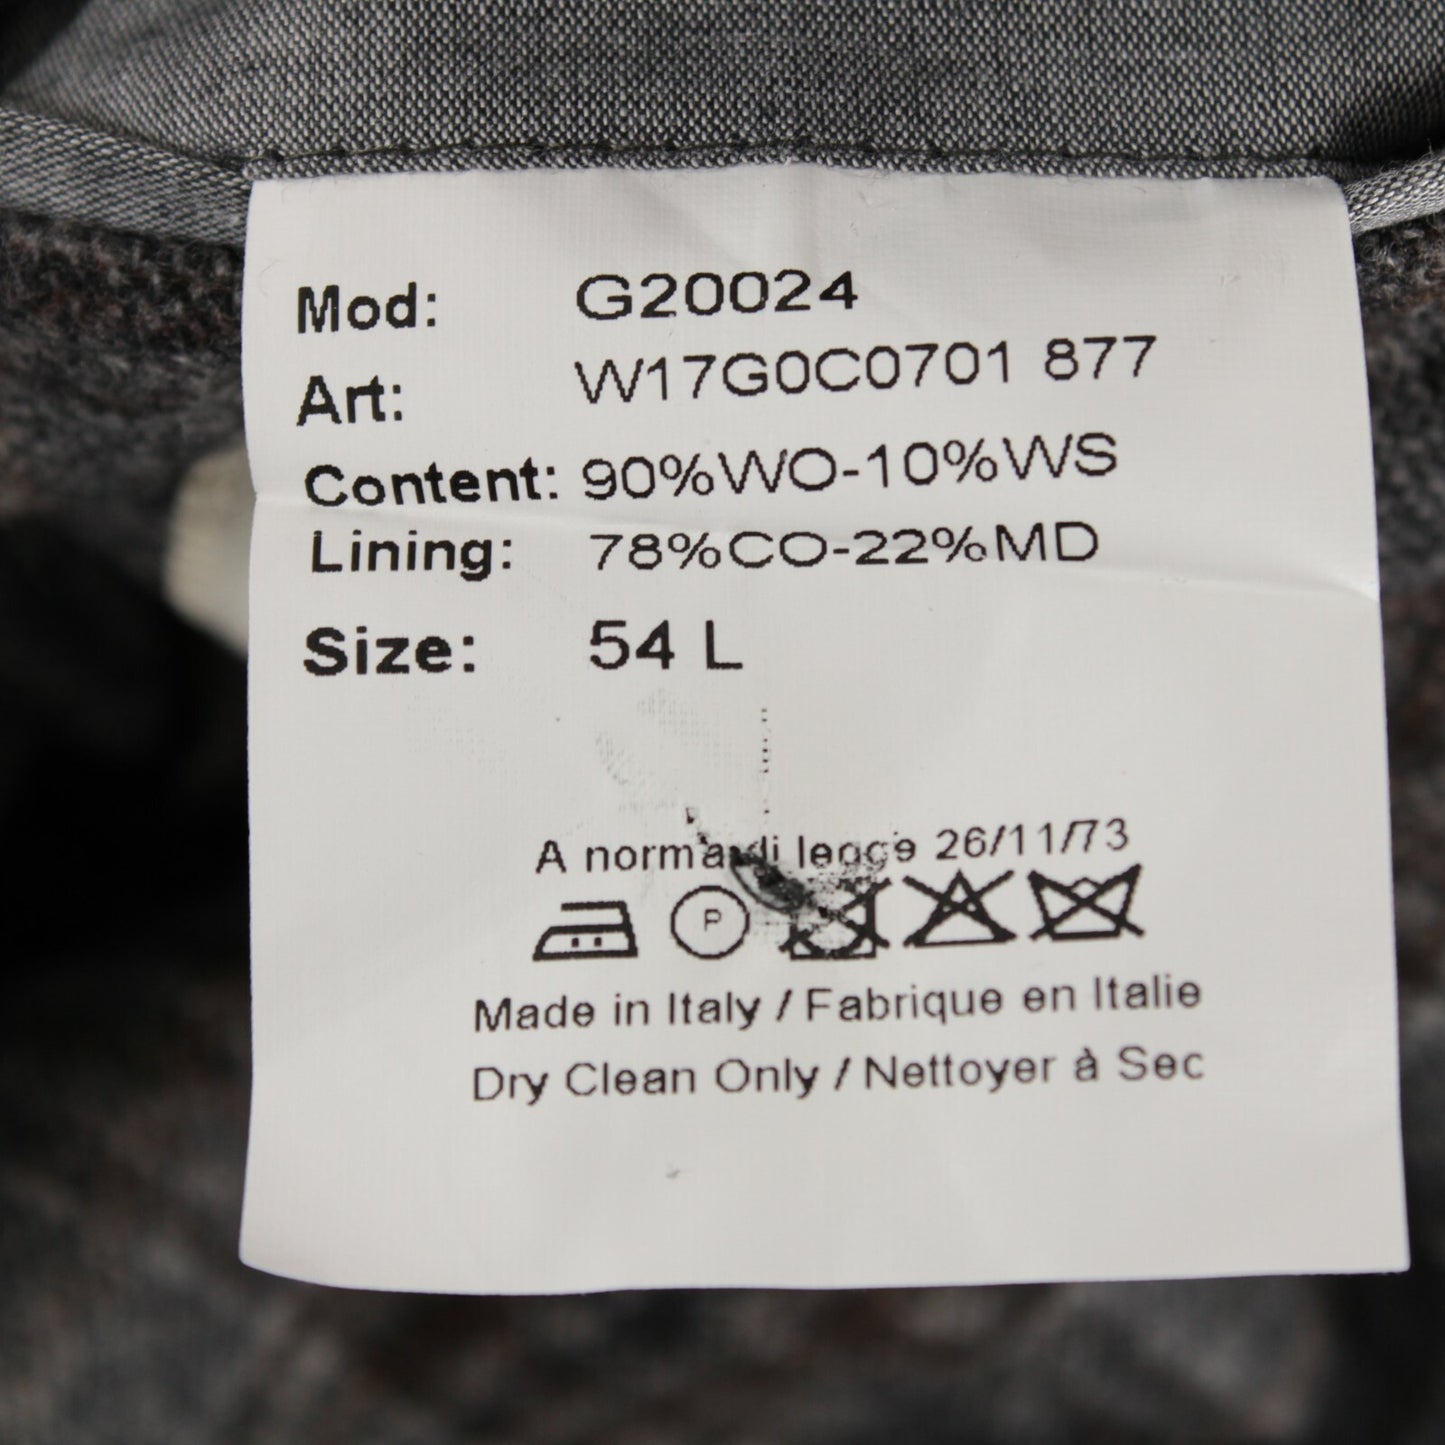 Mod: G20024
Art: W17G0C0701 877
Content: 90%WO-10%WS
Lining: 78%CO-22%MD
Size: 54 L
A norma di legge 26/11/73
P
Made in Italy / Fabrique en Italie
Dry Clean Only / Nettoyer à Sec